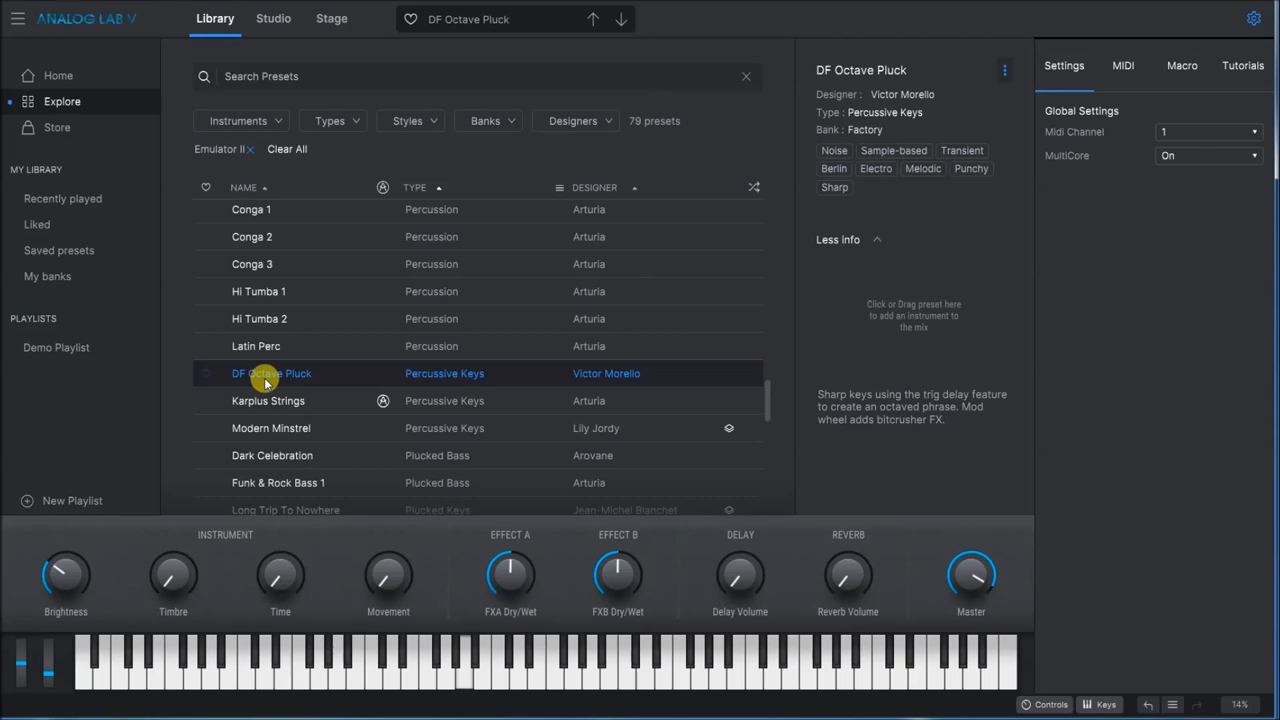 ANALOG LAB V
Library Studio Stage
DF Octave Pluck
Home
Explore
Store
MY LIBRARY
Recently played
Liked
Saved presets
My banks
PLAYLISTS
Demo Playlist
New Playlist
Search Presets
Instruments Types Styles Banks Designers 79 presets
Emulator II Clear All
NAME TYPE DESIGNER
Conga 1 Percussion Arturia
Conga 2 Percussion Arturia
Conga 3 Percussion Arturia
Hi Tumba 1 Percussion Arturia
Hi Tumba 2 Percussion Arturia
Latin Perc Percussion Arturia
DF Octave Pluck Percussive Keys Victor Morello
Karplus Strings Percussive Keys Arturia
Modern Minstrel Percussive Keys Lily Jordy
Dark Celebration Plucked Bass Arovane
Funk & Rock Bass 1 Plucked Bass Arturia
Long Trip To Nowhere Plucked Keys Jean-Michel Blanchet
DF Octave Pluck
Designer : Victor Morello
Type : Percussive Keys
Bank : Factory
Noise Sample-based Transient
Berlin Electro Melodic Punchy
Sharp
Less info
Click or Drag preset here
to add an instrument to
the mix
Sharp keys using the trig delay feature
to create an octaved phrase. Mod
wheel adds bitcrusher FX.
Settings MIDI Macro Tutorials
Global Settings
Midi Channel 1
MultiCore On
INSTRUMENT EFFECT A EFFECT B DELAY REVERB
Brightness Timbre Time Movement FXA Dry/Wet FXB Dry/Wet Delay Volume Reverb Volume Master
Controls Keys 14%